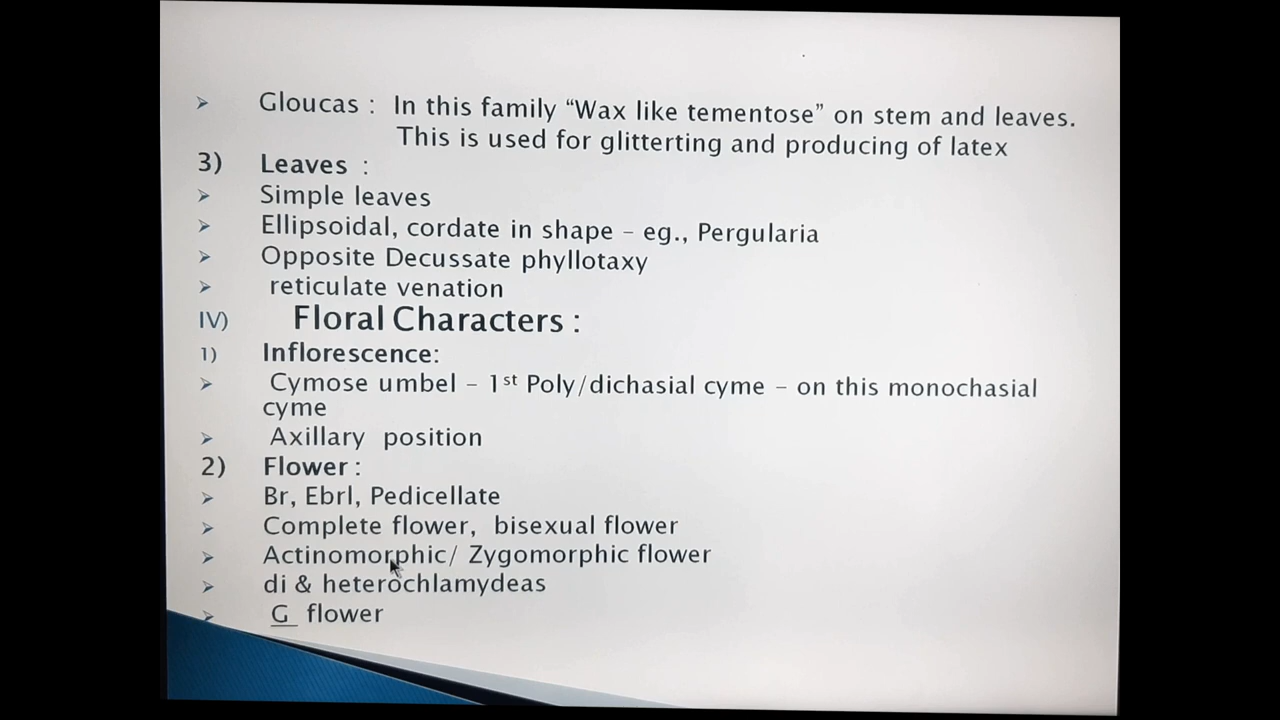 ➢ Gloucas : In this family “Wax like tementose” on stem and leaves.
This is used for glitterting and producing of latex
3) Leaves :
➢ Simple leaves
➢ Ellipsoidal, cordate in shape – eg., Pergularia
➢ Opposite Decussate phyllotaxy
➢ reticulate venation
IV) Floral Characters :
1) Inflorescence:
➢ Cymose umbel – 1st Poly/dichasial cyme – on this monochasial
cyme
➢ Axillary position
2) Flower :
➢ Br, Ebrl, Pedicellate
➢ Complete flower, bisexual flower
➢ Actinomorphic/ Zygomorphic flower
➢ di & heterochlamydeas
➢ G flower